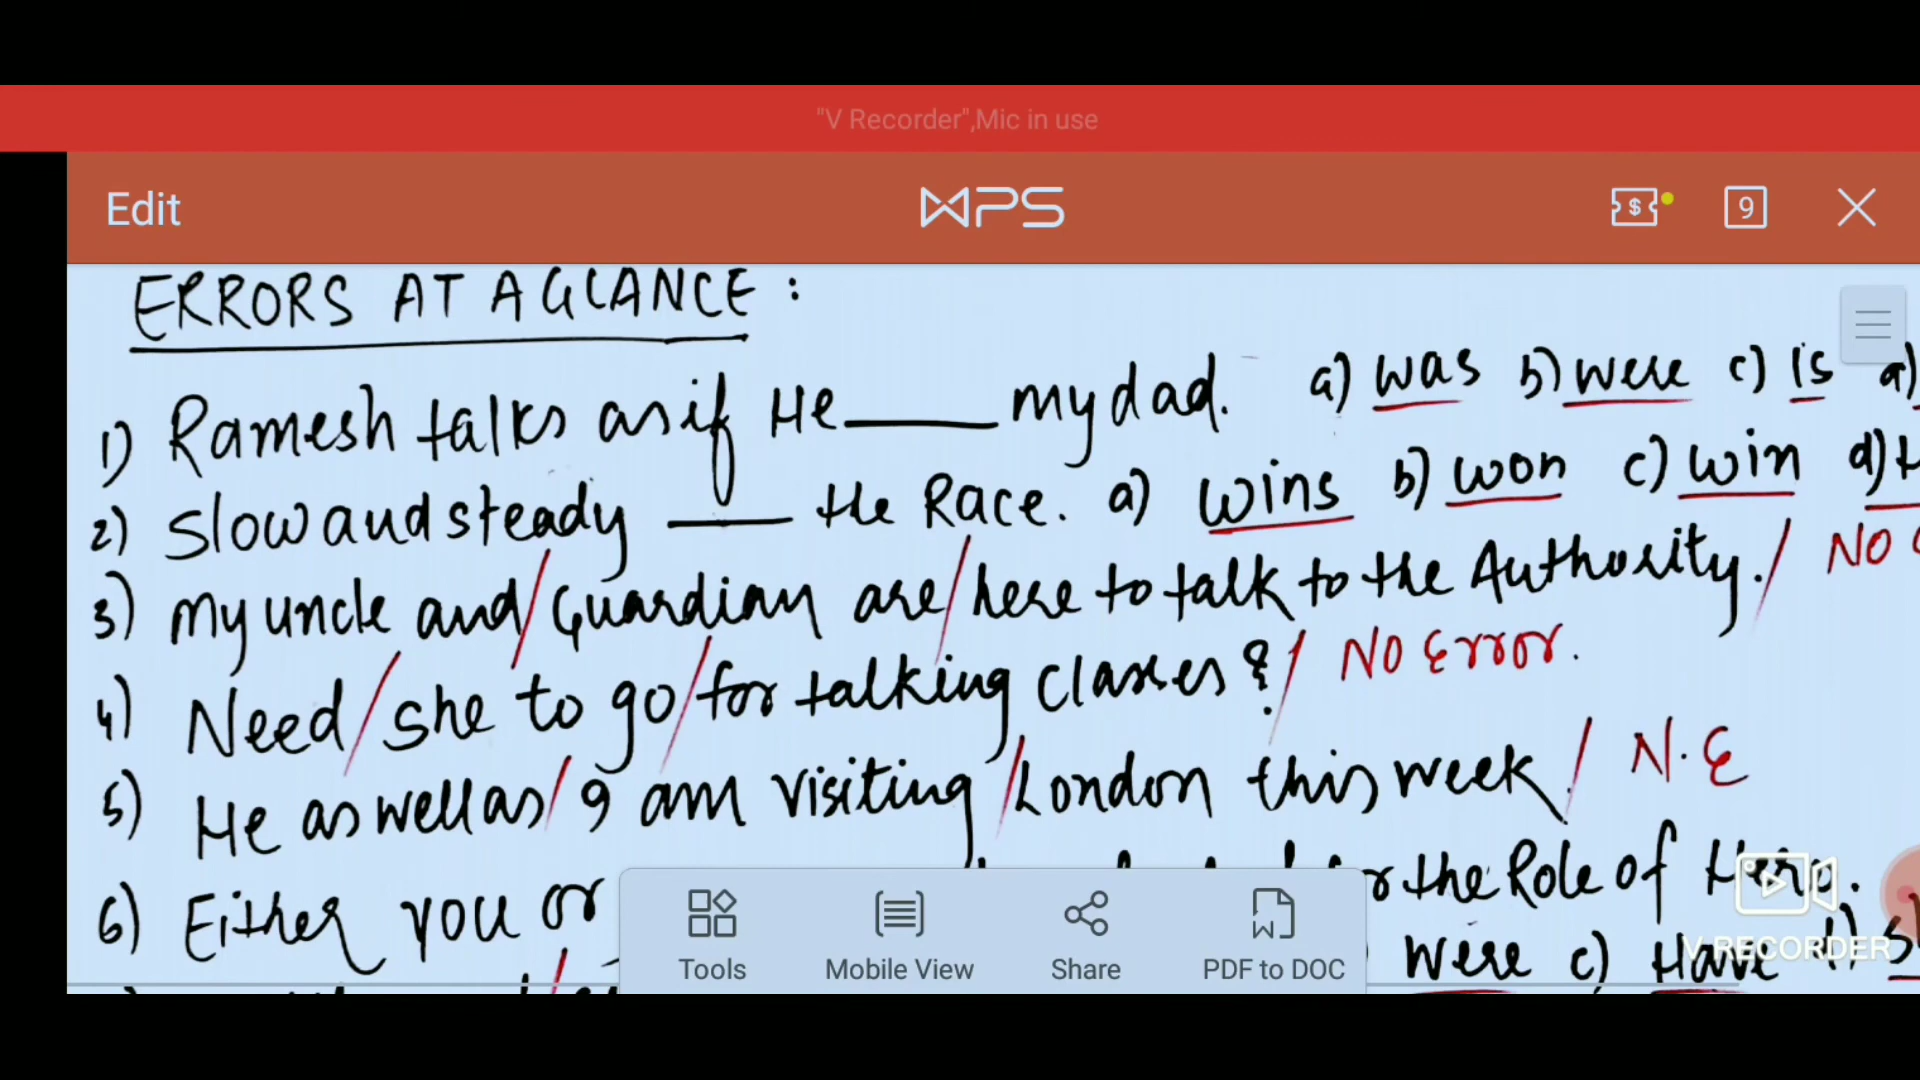 "V Recorder",Mic in use
Edit
WPS
9
ERRORS AT A GLANCE :
1) Ramesh talks as if He ____ my dad. a) was b) were c) is d)
2) Slow and steady ____ the Race. a) wins b) won c) win d)
3) My uncle and / Guardian are / here to talk to the Authority. / NO
4) Need / she to go / for talking classes? / NO Error.
5) He as well as / I am visiting / London this week. / N.E
6) Either you or the Role of Hero.
were c) Have
Tools
Mobile View
Share
PDF to DOC
V RECORDER